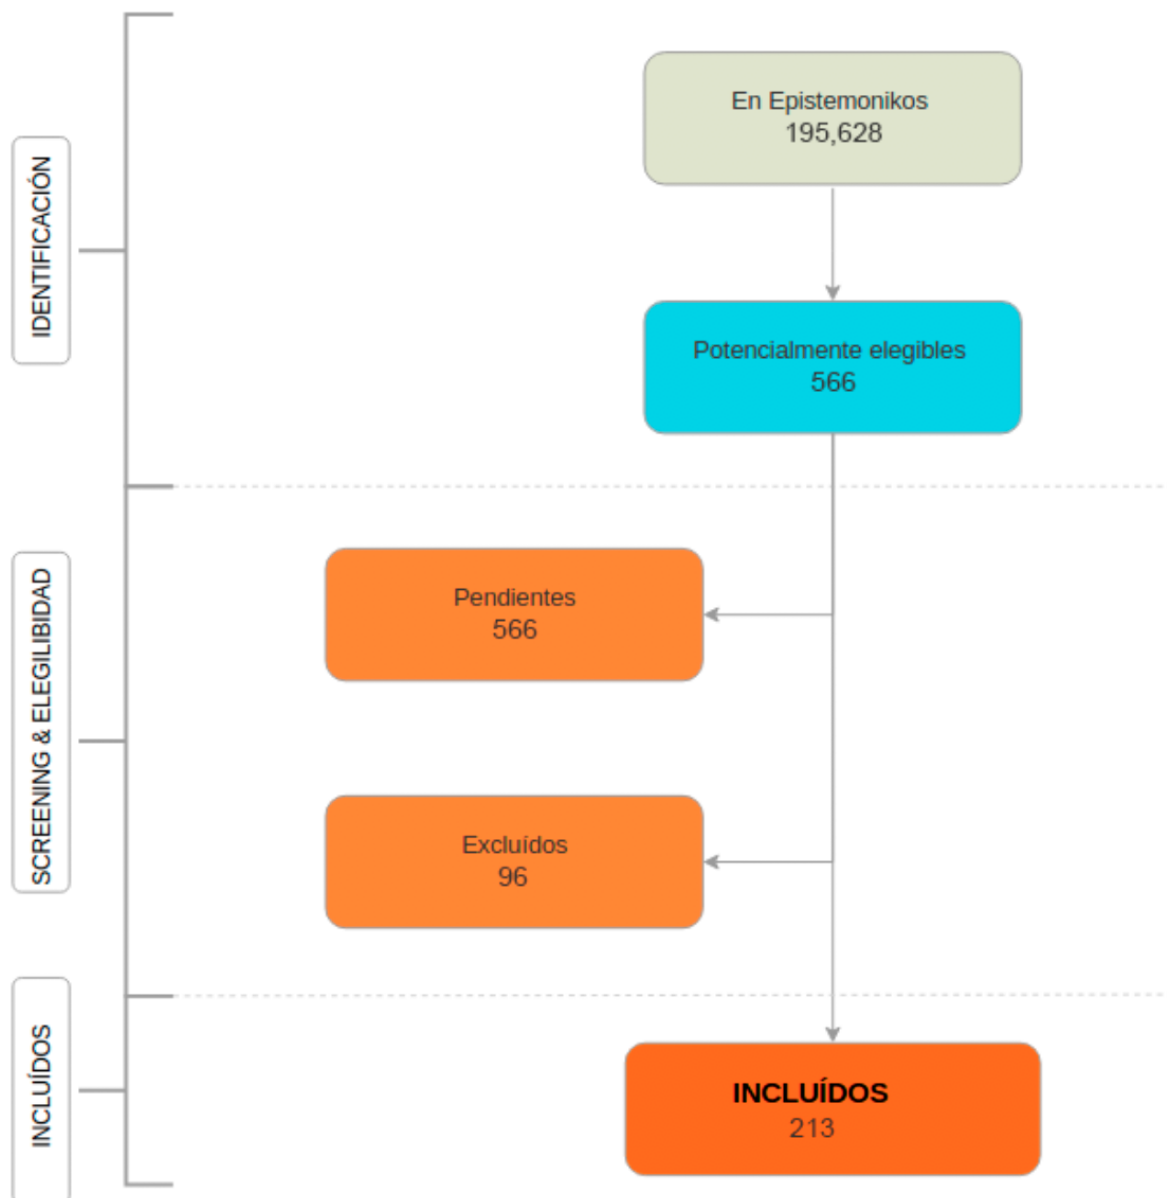 IDENTIFICACIÓN
En Epistemonikos
195,628
Potencialmente elegibles
566
SCREENING & ELEGILIBIDAD
Pendientes
566
Excluídos
96
INCLUÍDOS
INCLUÍDOS
213